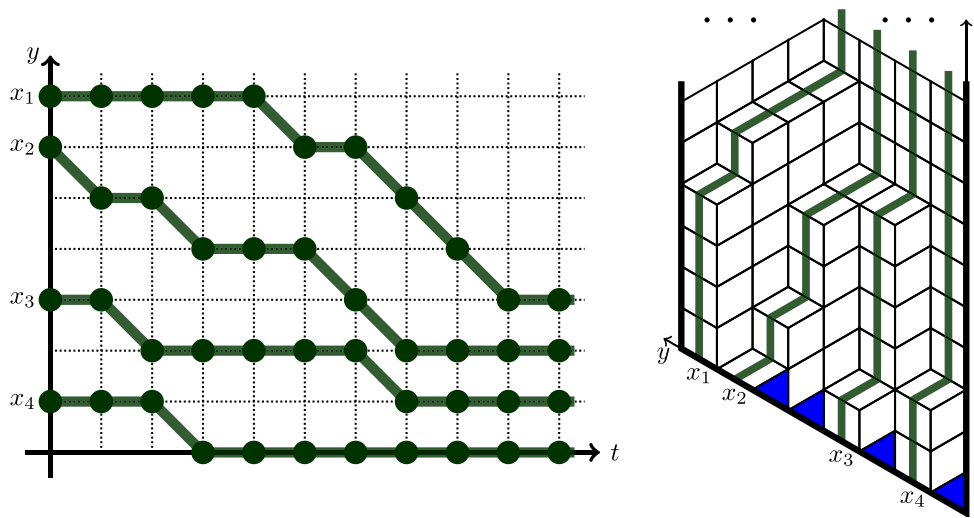 y
x₁
x₂
x₃
x₄
t
. . .
. . .
y
x₁
x₂
x₃
x₄